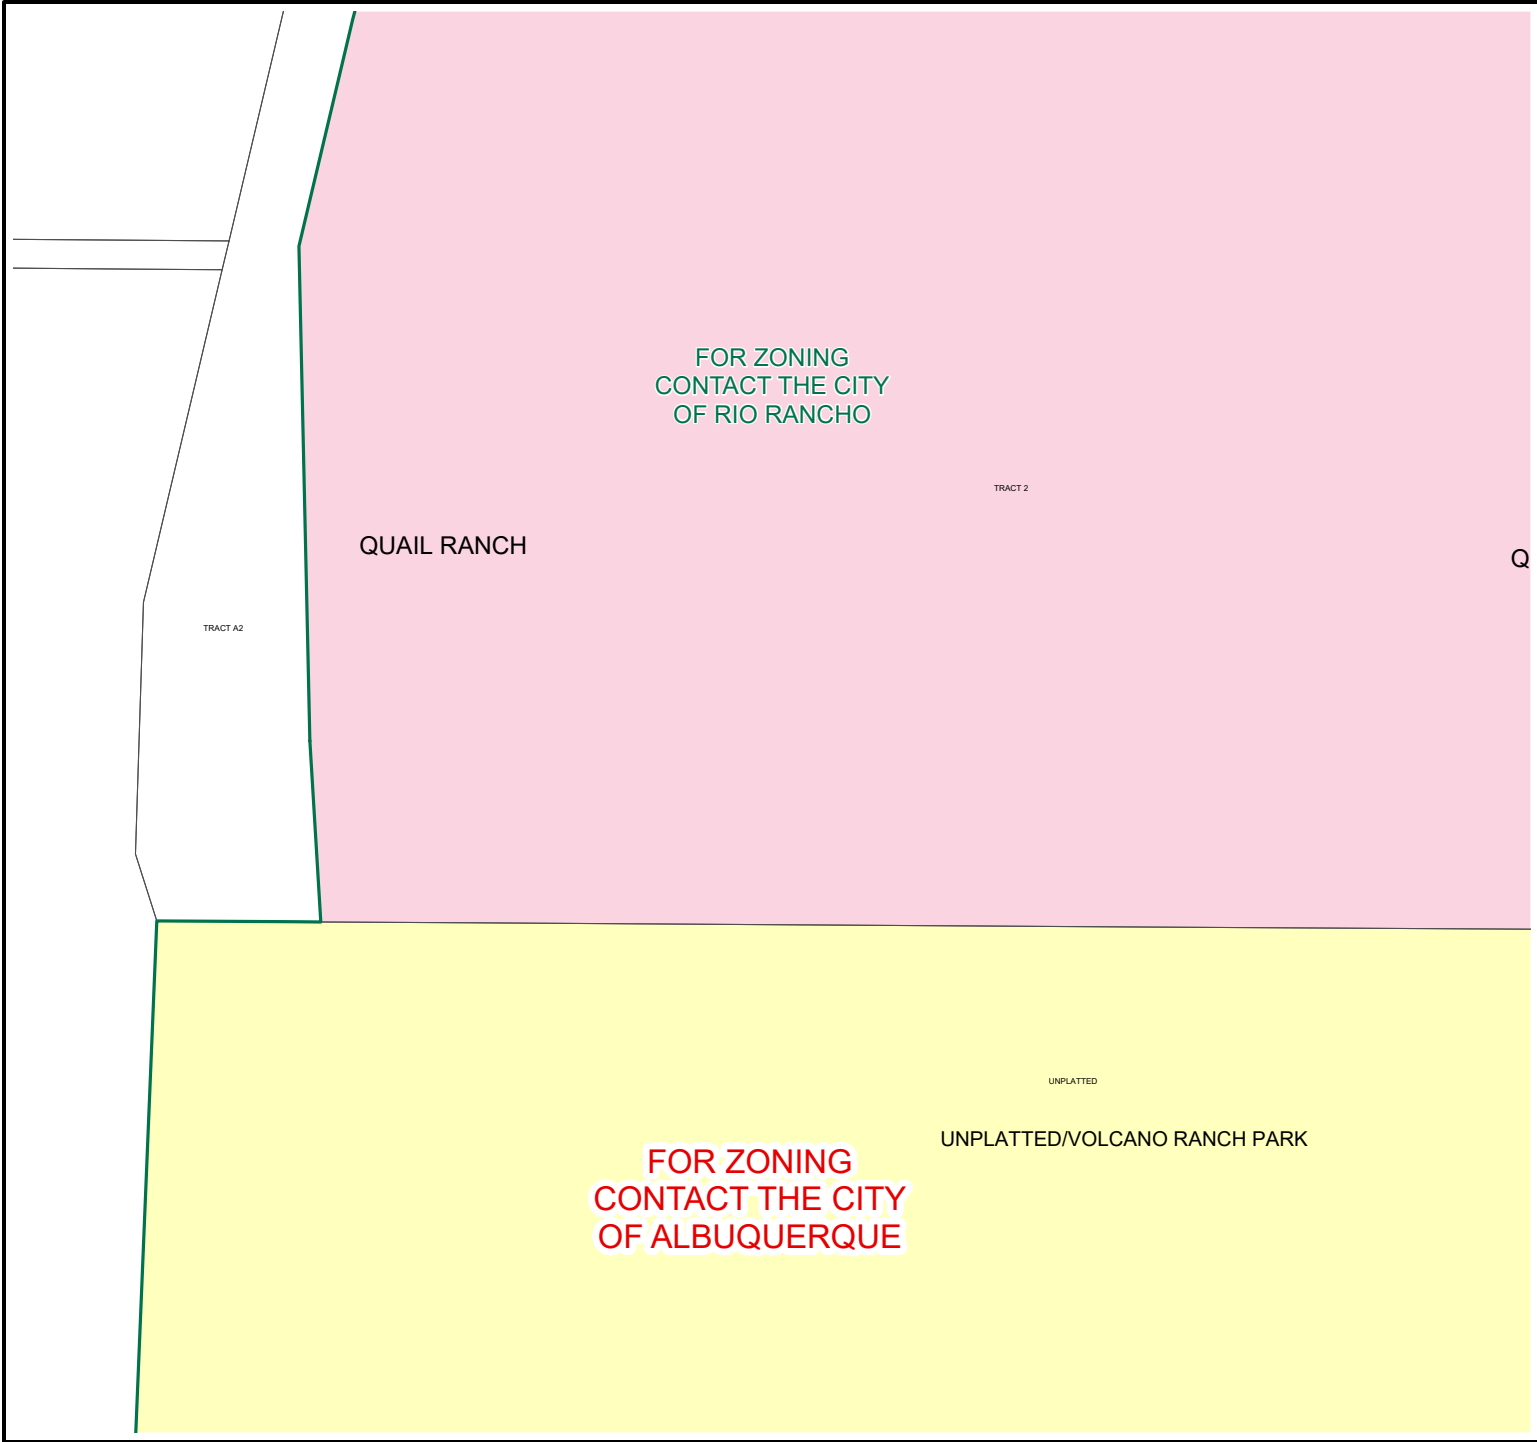 FOR ZONING
CONTACT THE CITY
OF RIO RANCHO
TRACT 2
QUAIL RANCH
Q
TRACT A2
UNPLATTED
UNPLATTED/VOLCANO RANCH PARK
FOR ZONING
CONTACT THE CITY
OF ALBUQUERQUE